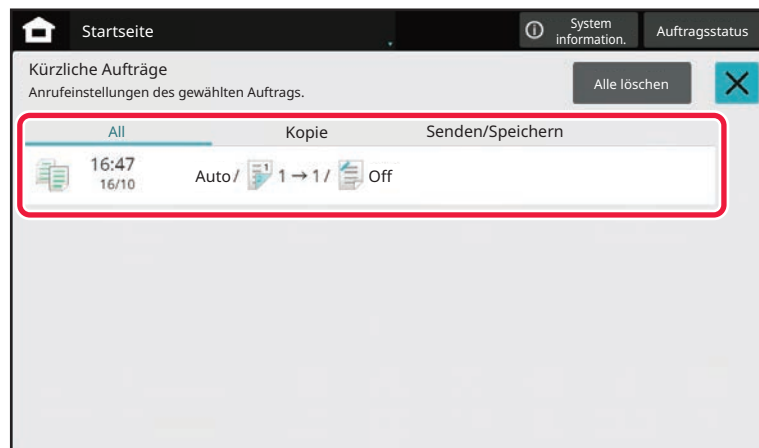 Startseite
System
information.
Auftragsstatus
Kürzliche Aufträge
Anrufeinstellungen des gewählten Auftrags.
Alle löschen
All Kopie Senden/Speichern
16:47
16/10
Auto / 1 → 1 / Off